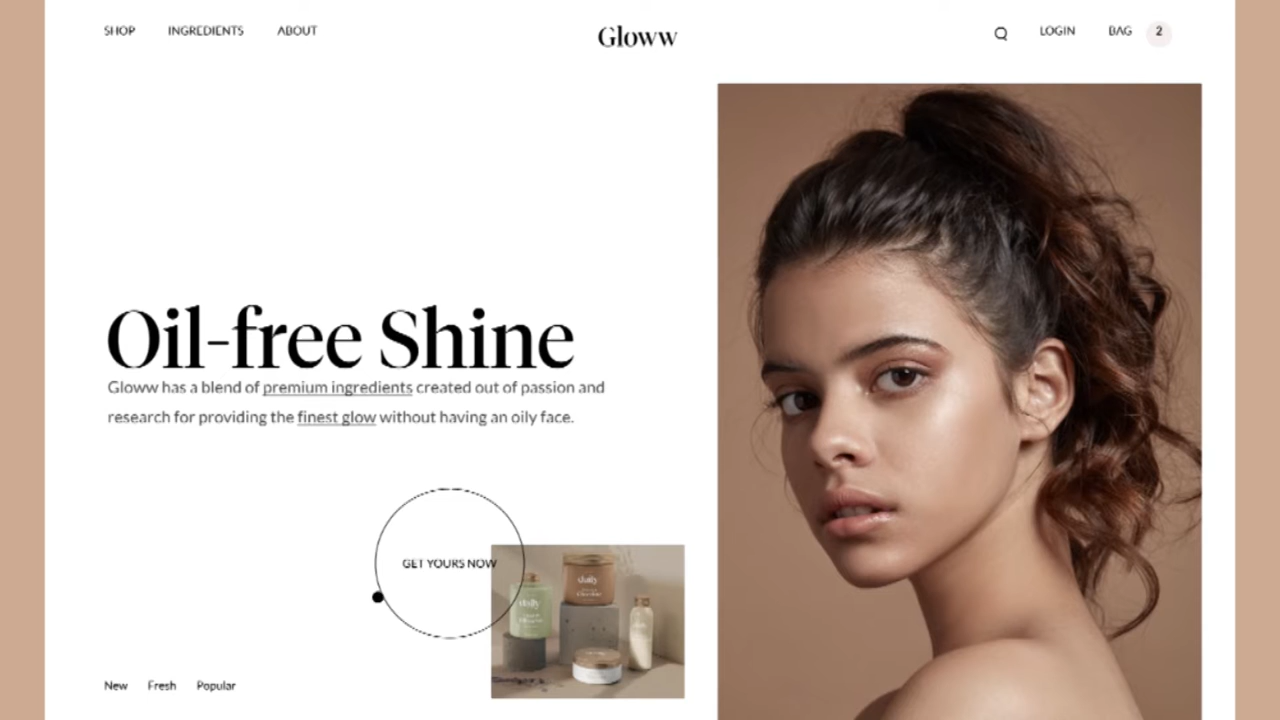 SHOP INGREDIENTS ABOUT Gloww LOGIN BAG 2
Oil-free Shine
Gloww has a blend of premium ingredients created out of passion and
research for providing the finest glow without having an oily face.
GET YOURS NOW
daily
daily
New Fresh Popular